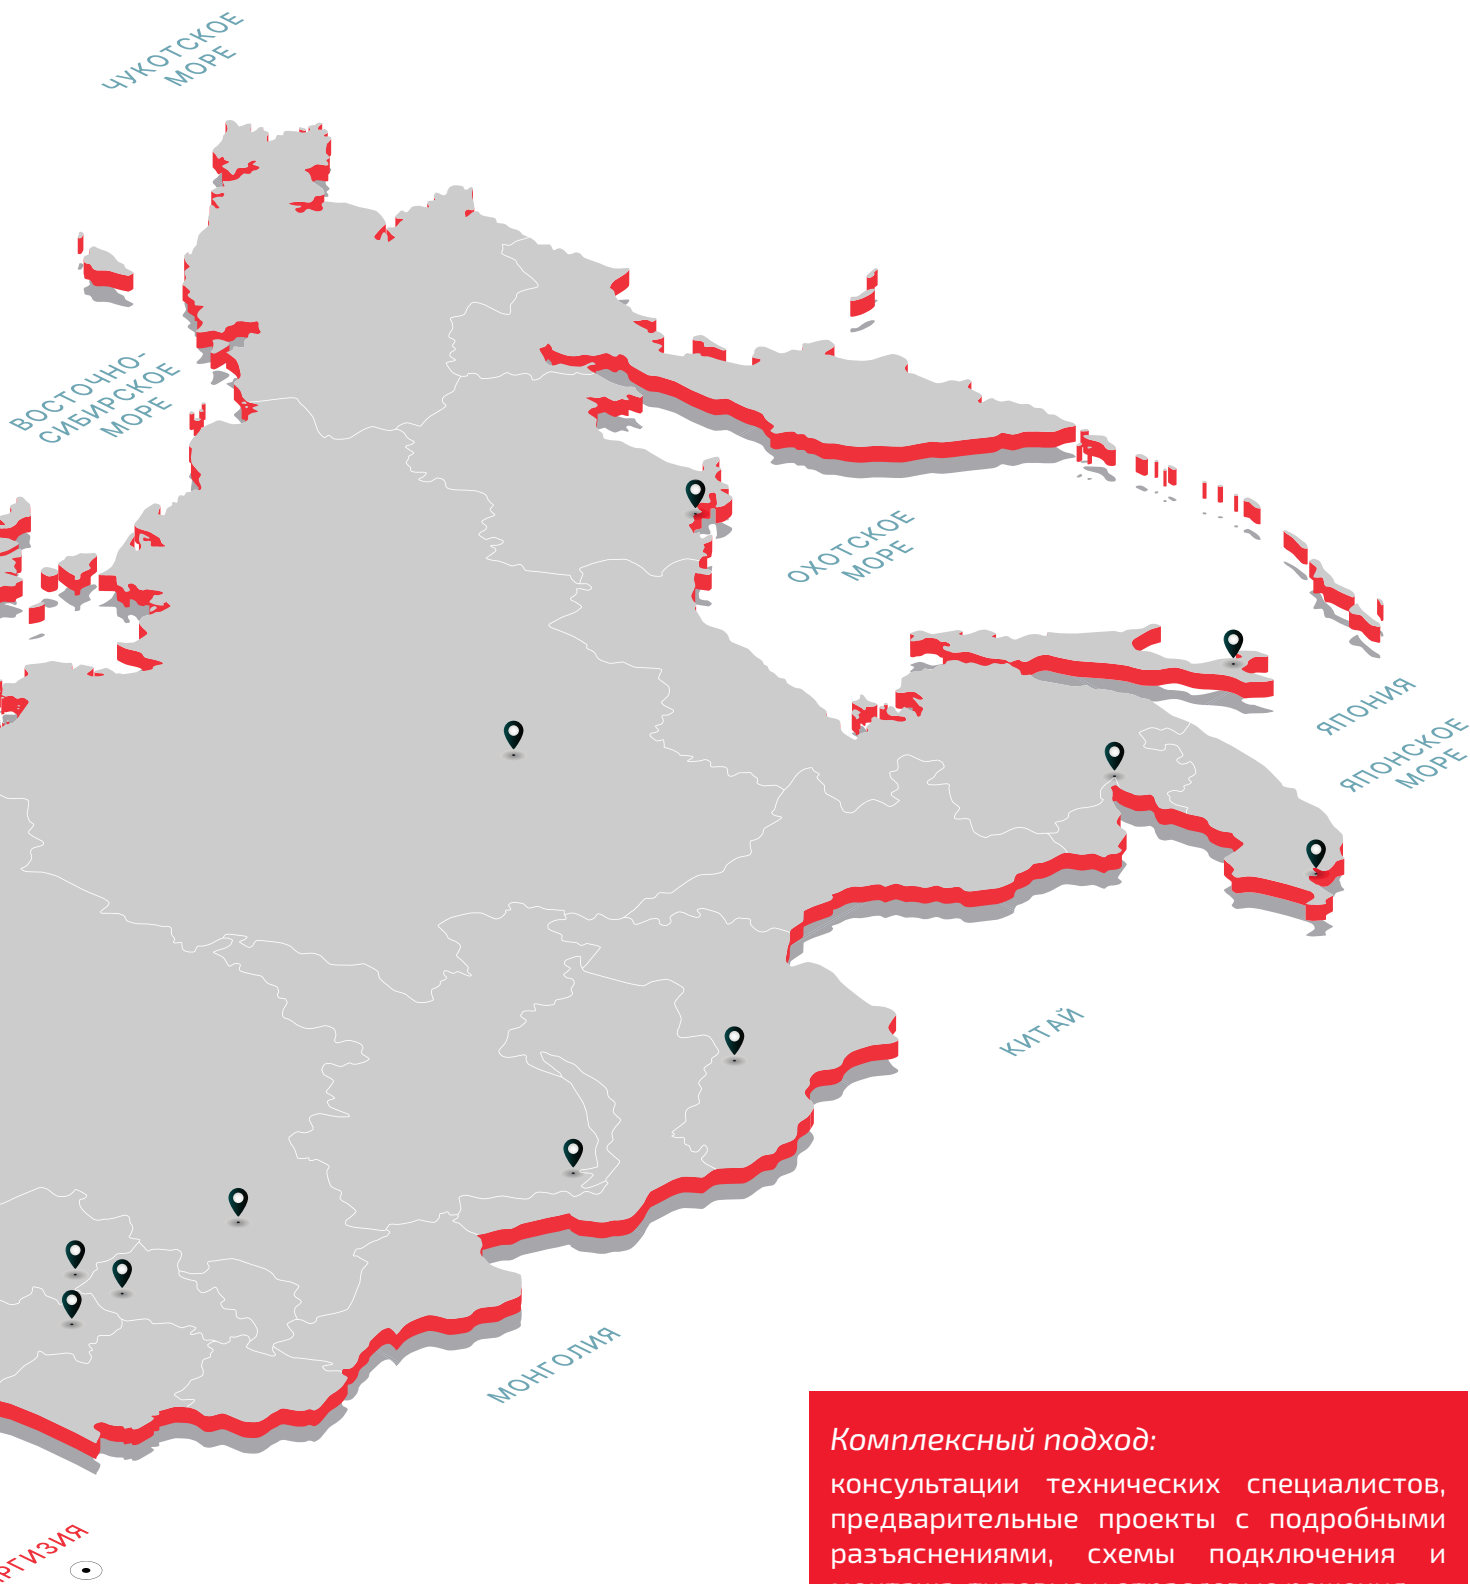 ЧУКОТСКОЕ
МОРЕ
ВОСТОЧНО-
СИБИРСКОЕ
МОРЕ
ОХОТСКОЕ
МОРЕ
ЯПОНИЯ
ЯПОНСКОЕ
МОРЕ
КИТАЙ
МОНГОЛИЯ
РГИЗИЯ
Комплексный подход:
консультации технических специалистов,
предварительные проекты с подробными
разъяснениями, схемы подключения и